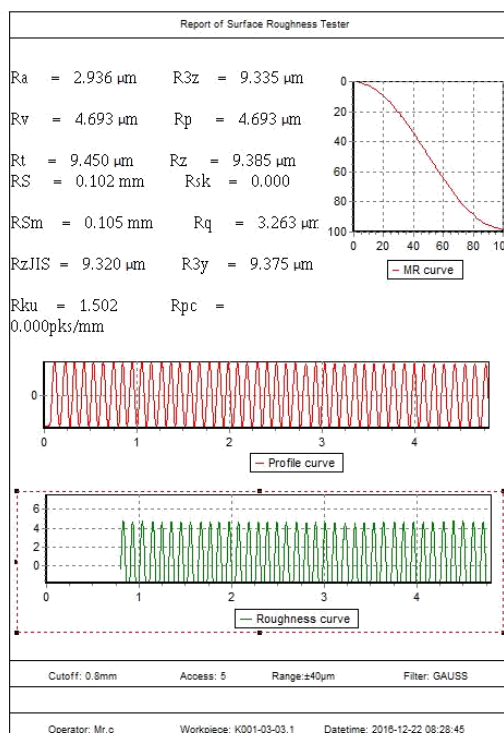 Report of Surface Roughness Tester
Ra = 2.936 μm R3z = 9.335 μm
Rv = 4.693 μm Rp = 4.693 μm
Rt = 9.450 μm Rz = 9.385 μm
RS = 0.102 mm Rsk = 0.000
RSm = 0.105 mm Rq = 3.263 μm
RzJIS = 9.320 μm R3y = 9.375 μm
Rku = 1.502 Rpc =
0.000pks/mm
0
20
40
60
80
100
0 20 40 60 80 100
MR curve
0
0 1 2 3 4
Profile curve
6
4
2
0
0 1 2 3 4
Roughness curve
Cutoff: 0.8mm Access: 5 Range:±40μm Filter: GAUSS
Operator: Mr.c Workpiece: K001-03-03.1 Datetime: 2016-12-22 08:28:45